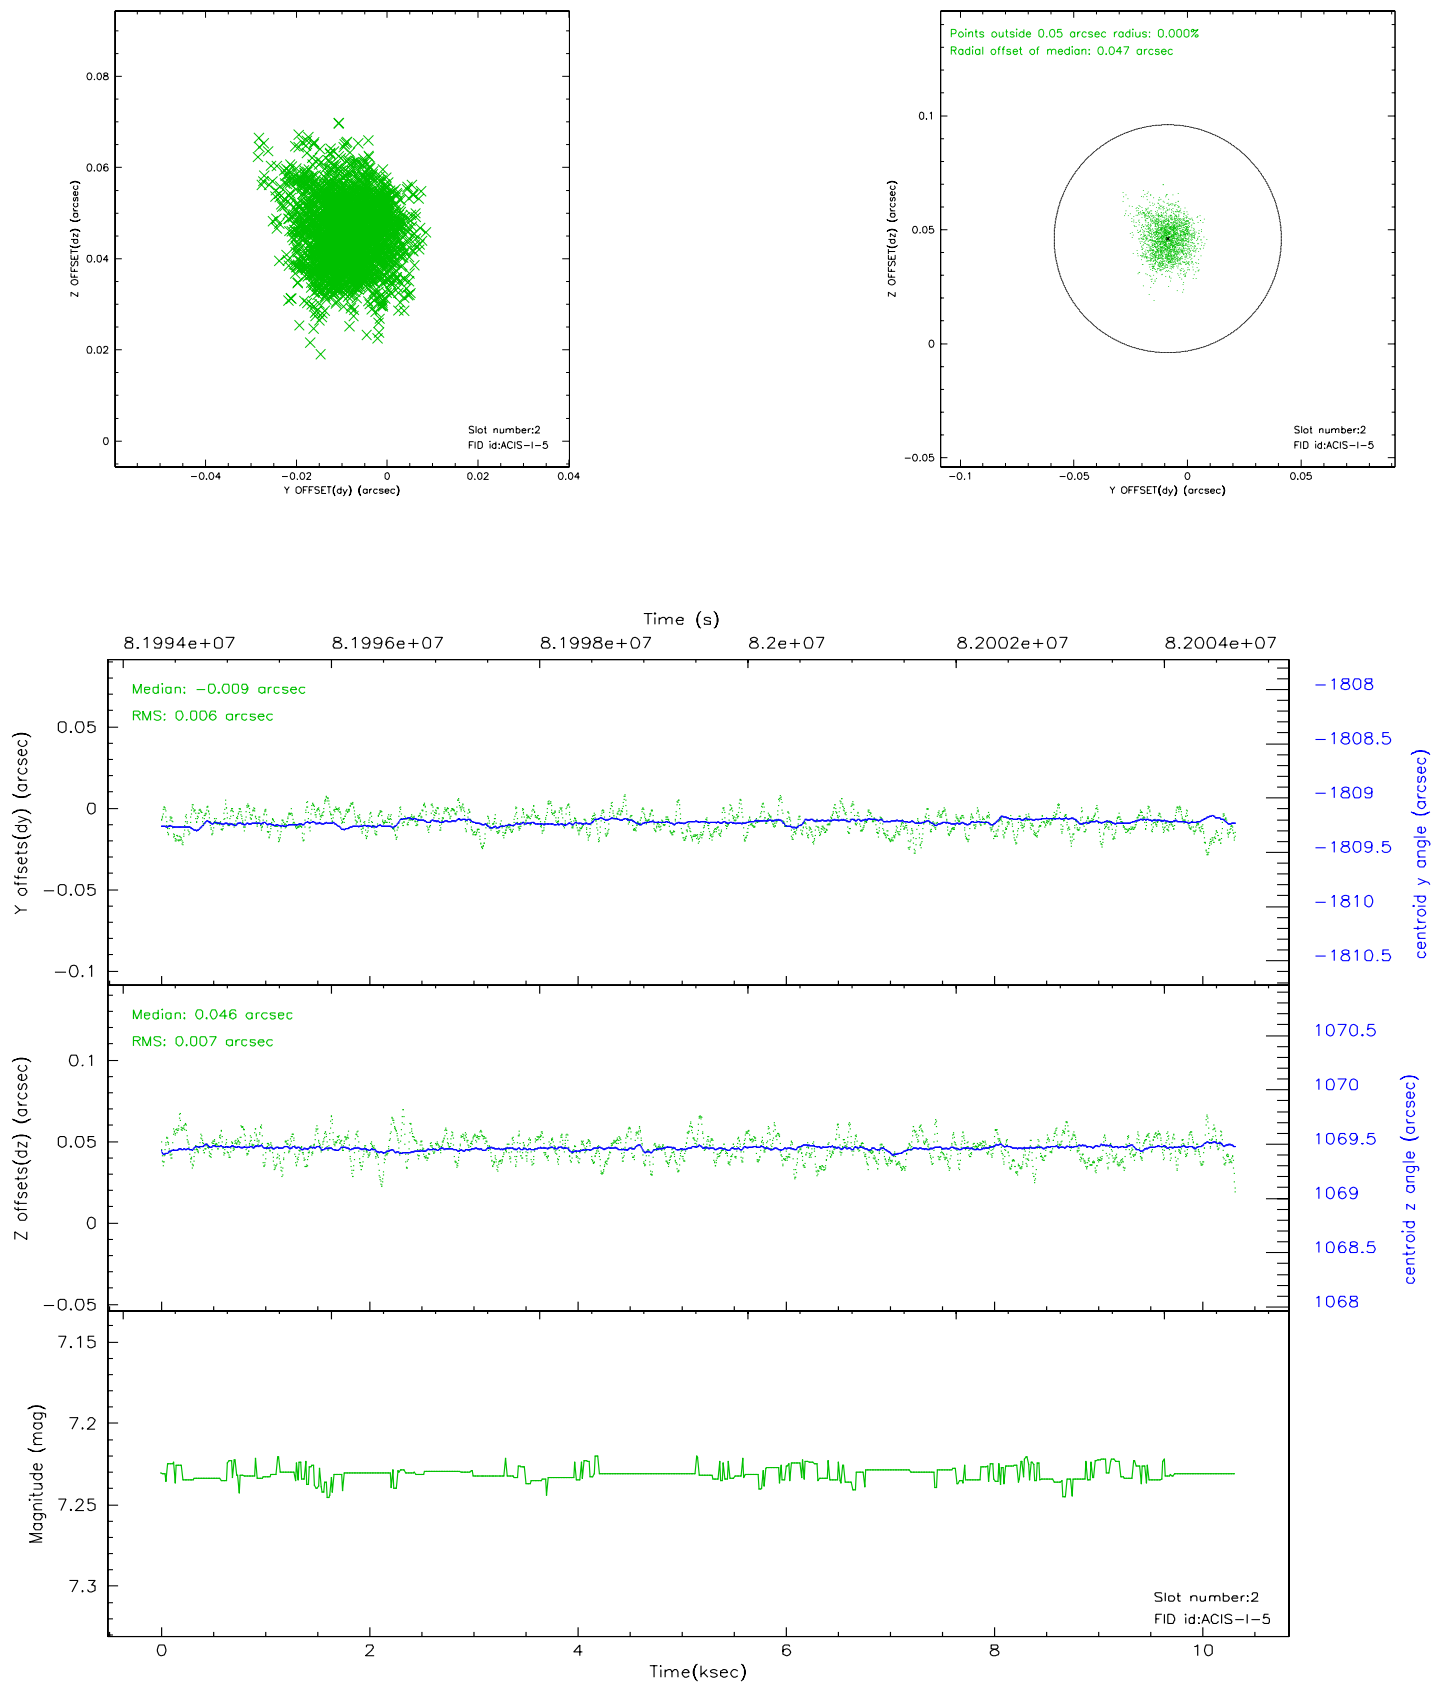 0.08
0.06
0.04
0.02
0
Z OFFSET(dz) (arcsec)
Slot number:2
FID id:ACIS-I-5
-0.04
-0.02
0
0.02
0.04
Y OFFSET(dy) (arcsec)
Points outside 0.05 arcsec radius: 0.000%
Radial offset of median: 0.047 arcsec
0.1
0.05
0
-0.05
Z OFFSET(dz) (arcsec)
Slot number:2
FID id:ACIS-I-5
-0.1
-0.05
0
0.05
Y OFFSET(dy) (arcsec)
Time (s)
8.1994e+07
8.1996e+07
8.1998e+07
8.2e+07
8.2002e+07
8.2004e+07
Median: -0.009 arcsec
RMS: 0.006 arcsec
0.05
0
-0.05
-0.1
Y offsets(dy) (arcsec)
-1808
-1808.5
-1809
-1809.5
-1810
-1810.5
centroid y angle (arcsec)
Median: 0.046 arcsec
RMS: 0.007 arcsec
0.1
0.05
0
-0.05
Z offsets(dz) (arcsec)
1070.5
1070
1069.5
1069
1068.5
1068
centroid z angle (arcsec)
7.15
7.2
7.25
7.3
Magnitude (mag)
Slot number:2
FID id:ACIS-I-5
0
2
4
6
8
10
Time(ksec)